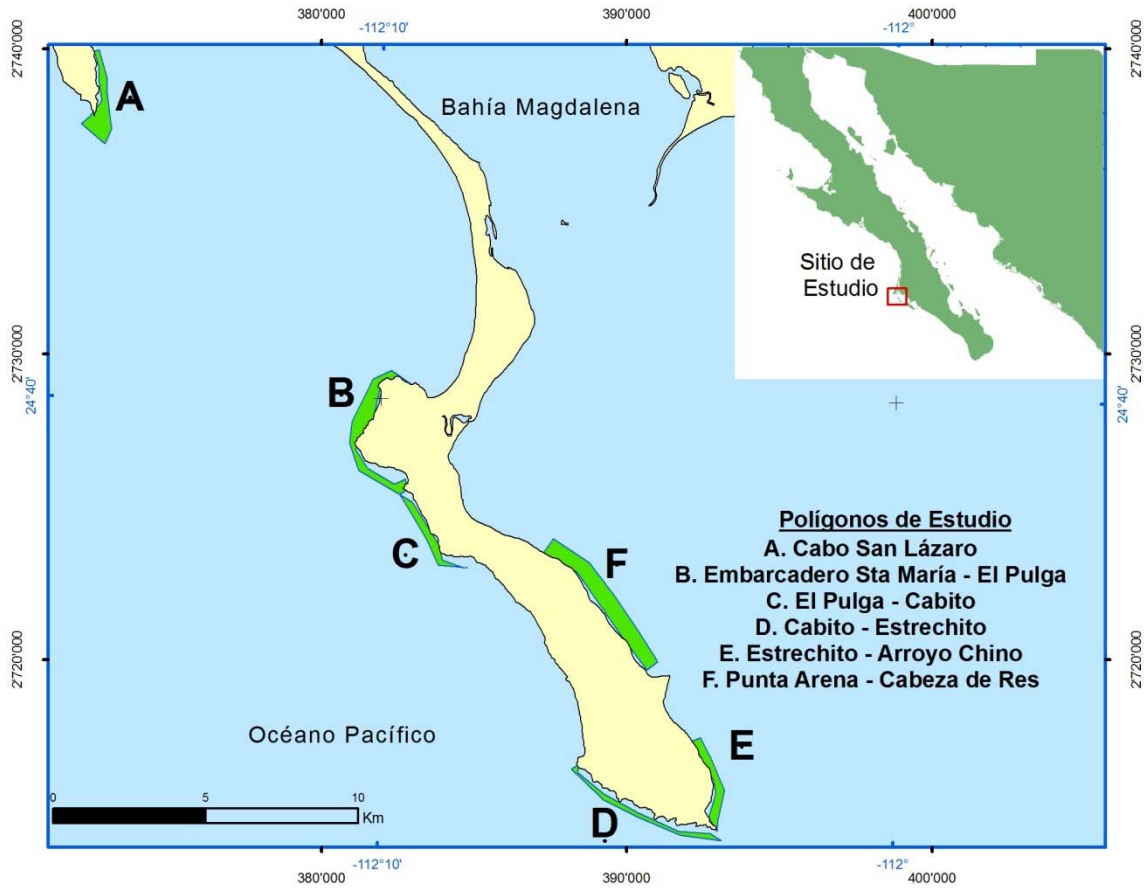 380'000
390'000
400'000
-112°10'
-112°
2740'000
2740'000
A
Bahía Magdalena
Sitio de
Estudio
2730'000
2730'000
24°40'
24°40'
B
C
F
Polígonos de Estudio
A. Cabo San Lázaro
B. Embarcadero Sta María - El Pulga
C. El Pulga - Cabito
D. Cabito - Estrechito
E. Estrechito - Arroyo Chino
F. Punta Arena - Cabeza de Res
2720'000
2720'000
Océano Pacífico
E
0 5 10
Km
D
380'000
390'000
400'000
-112°10'
-112°